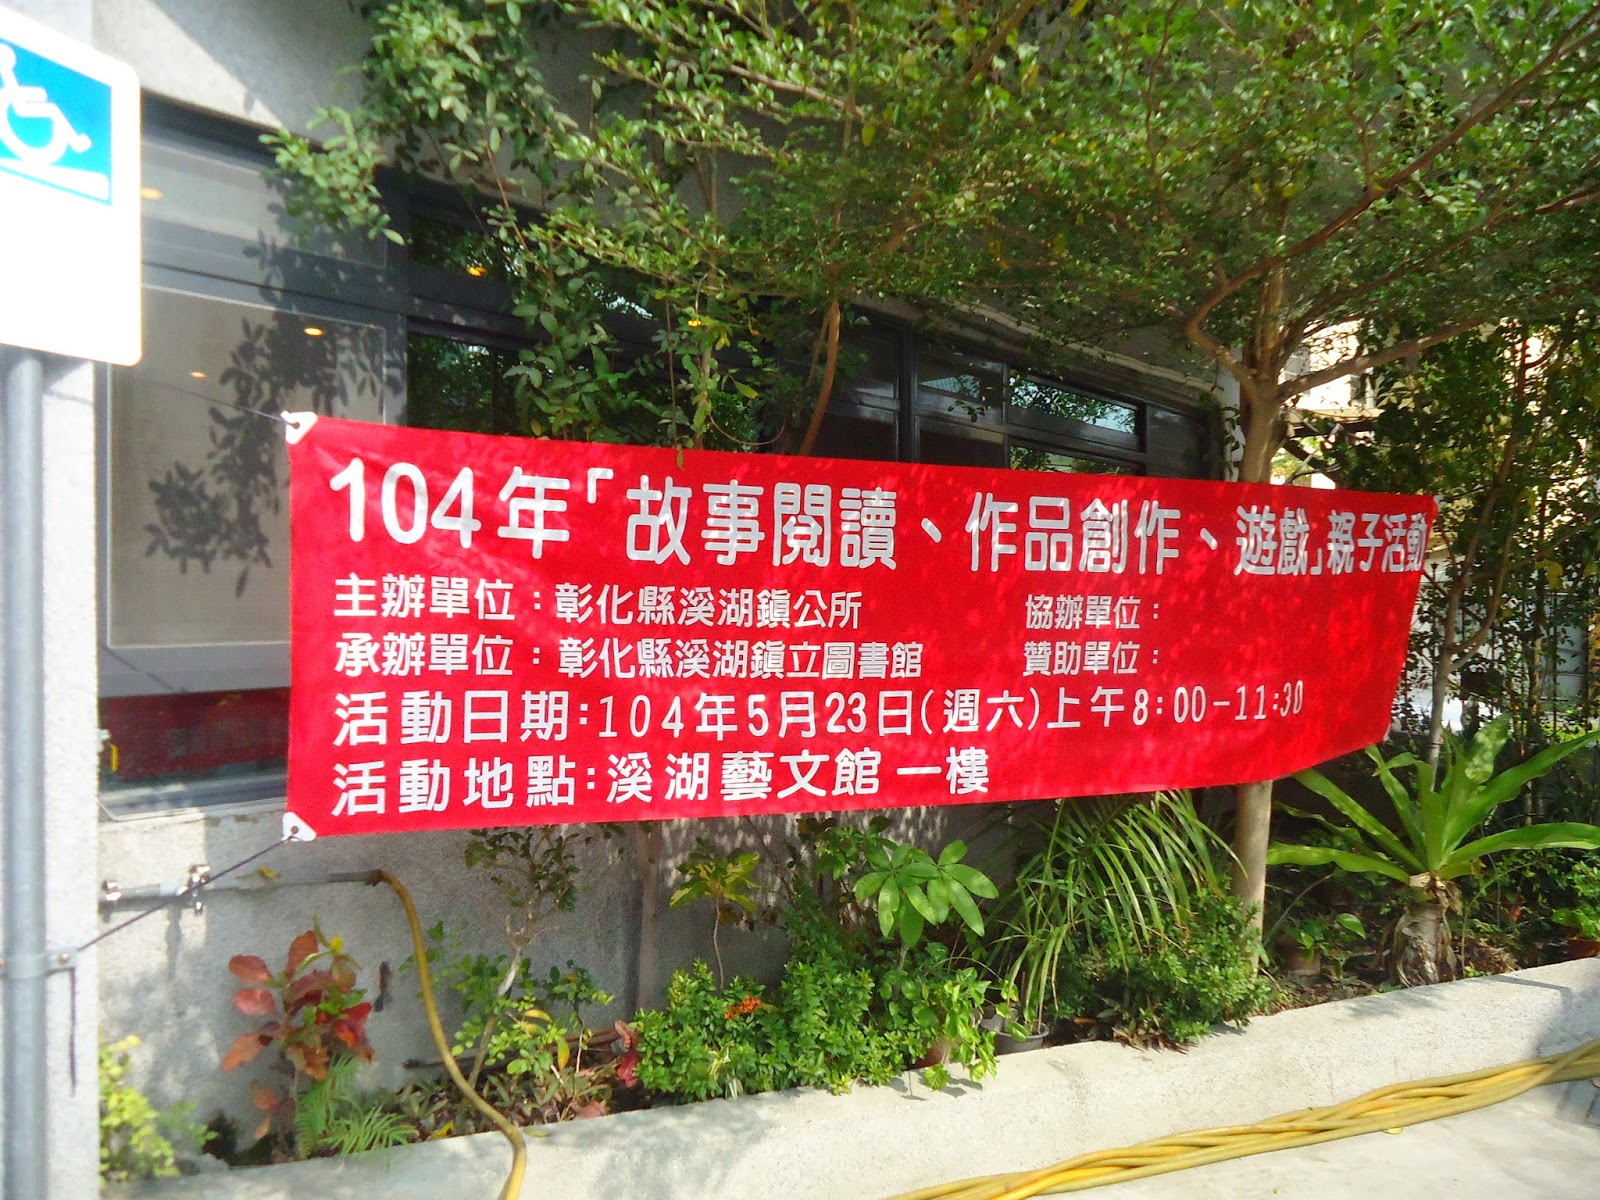 104年「故事閱讀、作品創作、遊戲」親子活動
主辦單位：彰化縣溪湖鎮公所
協辦單位：
承辦單位：彰化縣溪湖鎮立圖書館
贊助單位：
活動日期:104年5月23日(週六)上午8:00-11:30
活動地點:溪湖藝文館一樓